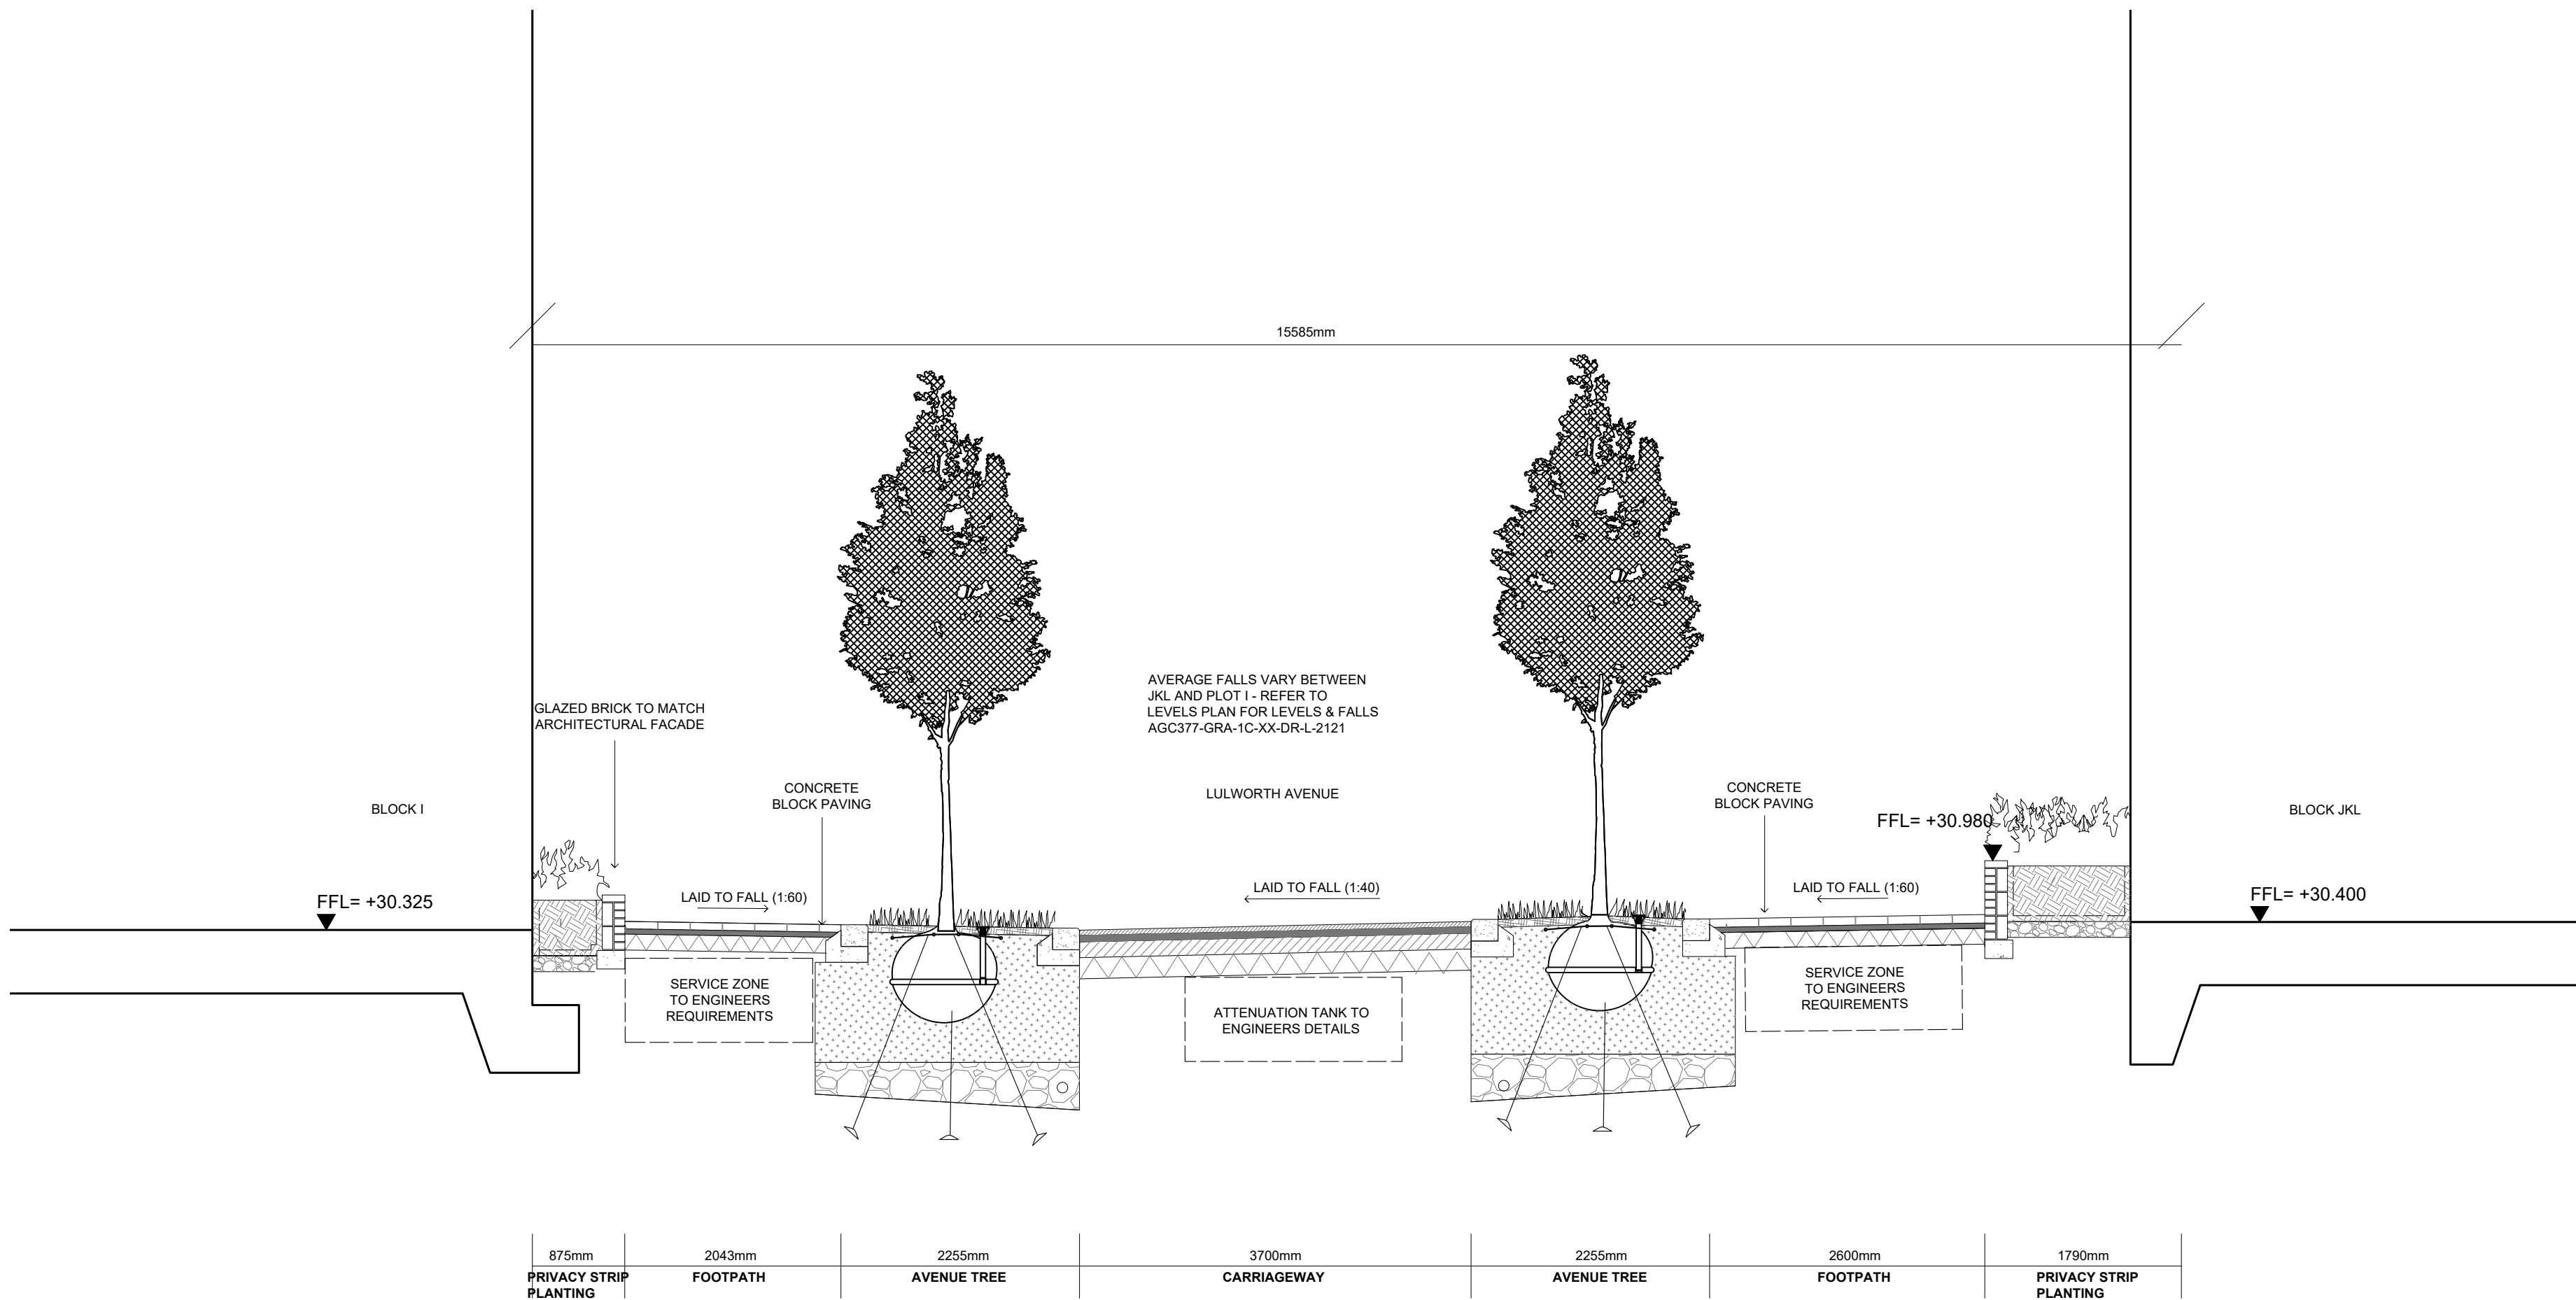 15585mm
AVERAGE FALLS VARY BETWEEN
JKL AND PLOT I - REFER TO
LEVELS PLAN FOR LEVELS & FALLS
AGC377-GRA-1C-XX-DR-L-2121
GLAZED BRICK TO MATCH
ARCHITECTURAL FACADE
CONCRETE
BLOCK PAVING
LULWORTH AVENUE
CONCRETE
BLOCK PAVING
BLOCK I
FFL= +30.980
BLOCK JKL
FFL= +30.325
LAID TO FALL (1:60)
LAID TO FALL (1:40)
LAID TO FALL (1:60)
FFL= +30.400
SERVICE ZONE
TO ENGINEERS
REQUIREMENTS
ATTENUATION TANK TO
ENGINEERS DETAILS
SERVICE ZONE
TO ENGINEERS
REQUIREMENTS
875mm
2043mm
2255mm
3700mm
2255mm
2600mm
1790mm
PRIVACY STRIP
PLANTING
FOOTPATH
AVENUE TREE
CARRIAGEWAY
AVENUE TREE
FOOTPATH
PRIVACY STRIP
PLANTING